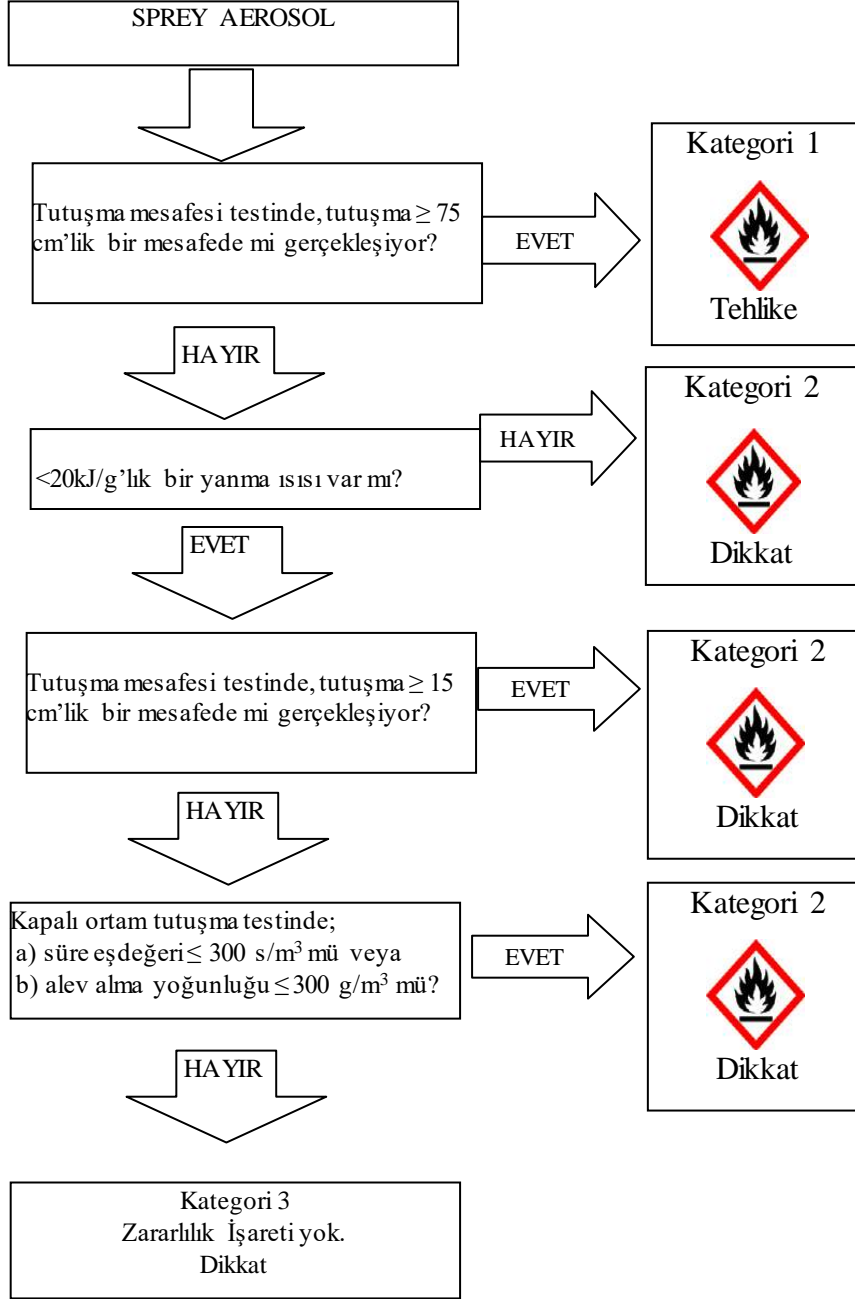 SPREY AEROSOL
Tutuşma mesafesi testinde, tutuşma ≥ 75
cm’lik bir mesafede mi gerçekleşiyor?
EVET
Kategori 1
Tehlike
HAYIR
<20kJ/g’lık bir yanma ısısı var mı?
HAYIR
Kategori 2
Dikkat
EVET
Tutuşma mesafesi testinde, tutuşma ≥ 15
cm’lik bir mesafede mi gerçekleşiyor?
EVET
Kategori 2
Dikkat
HAYIR
Kapalı ortam tutuşma testinde;
a) süre eşdeğeri ≤ 300 s/m³ mü veya
b) alev alma yoğunluğu ≤ 300 g/m³ mü?
EVET
Kategori 2
Dikkat
HAYIR
Kategori 3
Zararlılık İşareti yok.
Dikkat